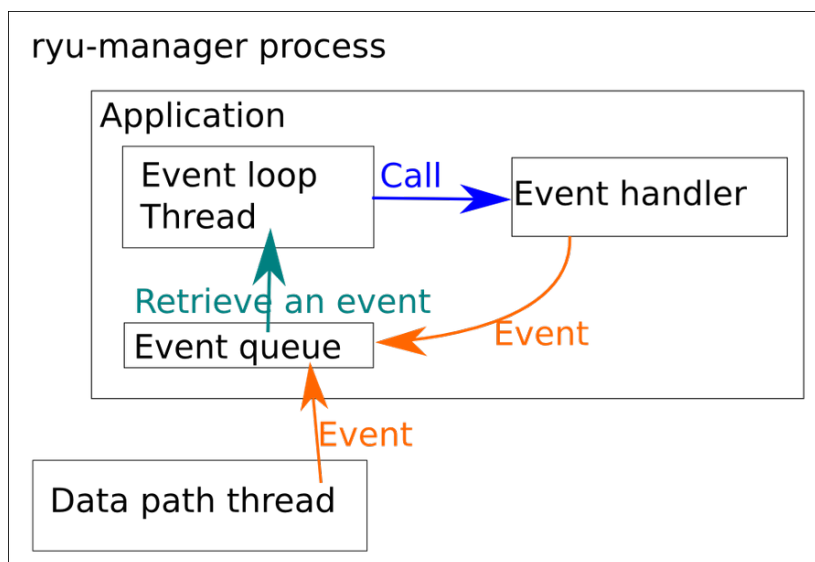 ryu-manager process
Application
Event loop
Thread
Call
Event handler
Retrieve an event
Event queue
Event
Event
Data path thread